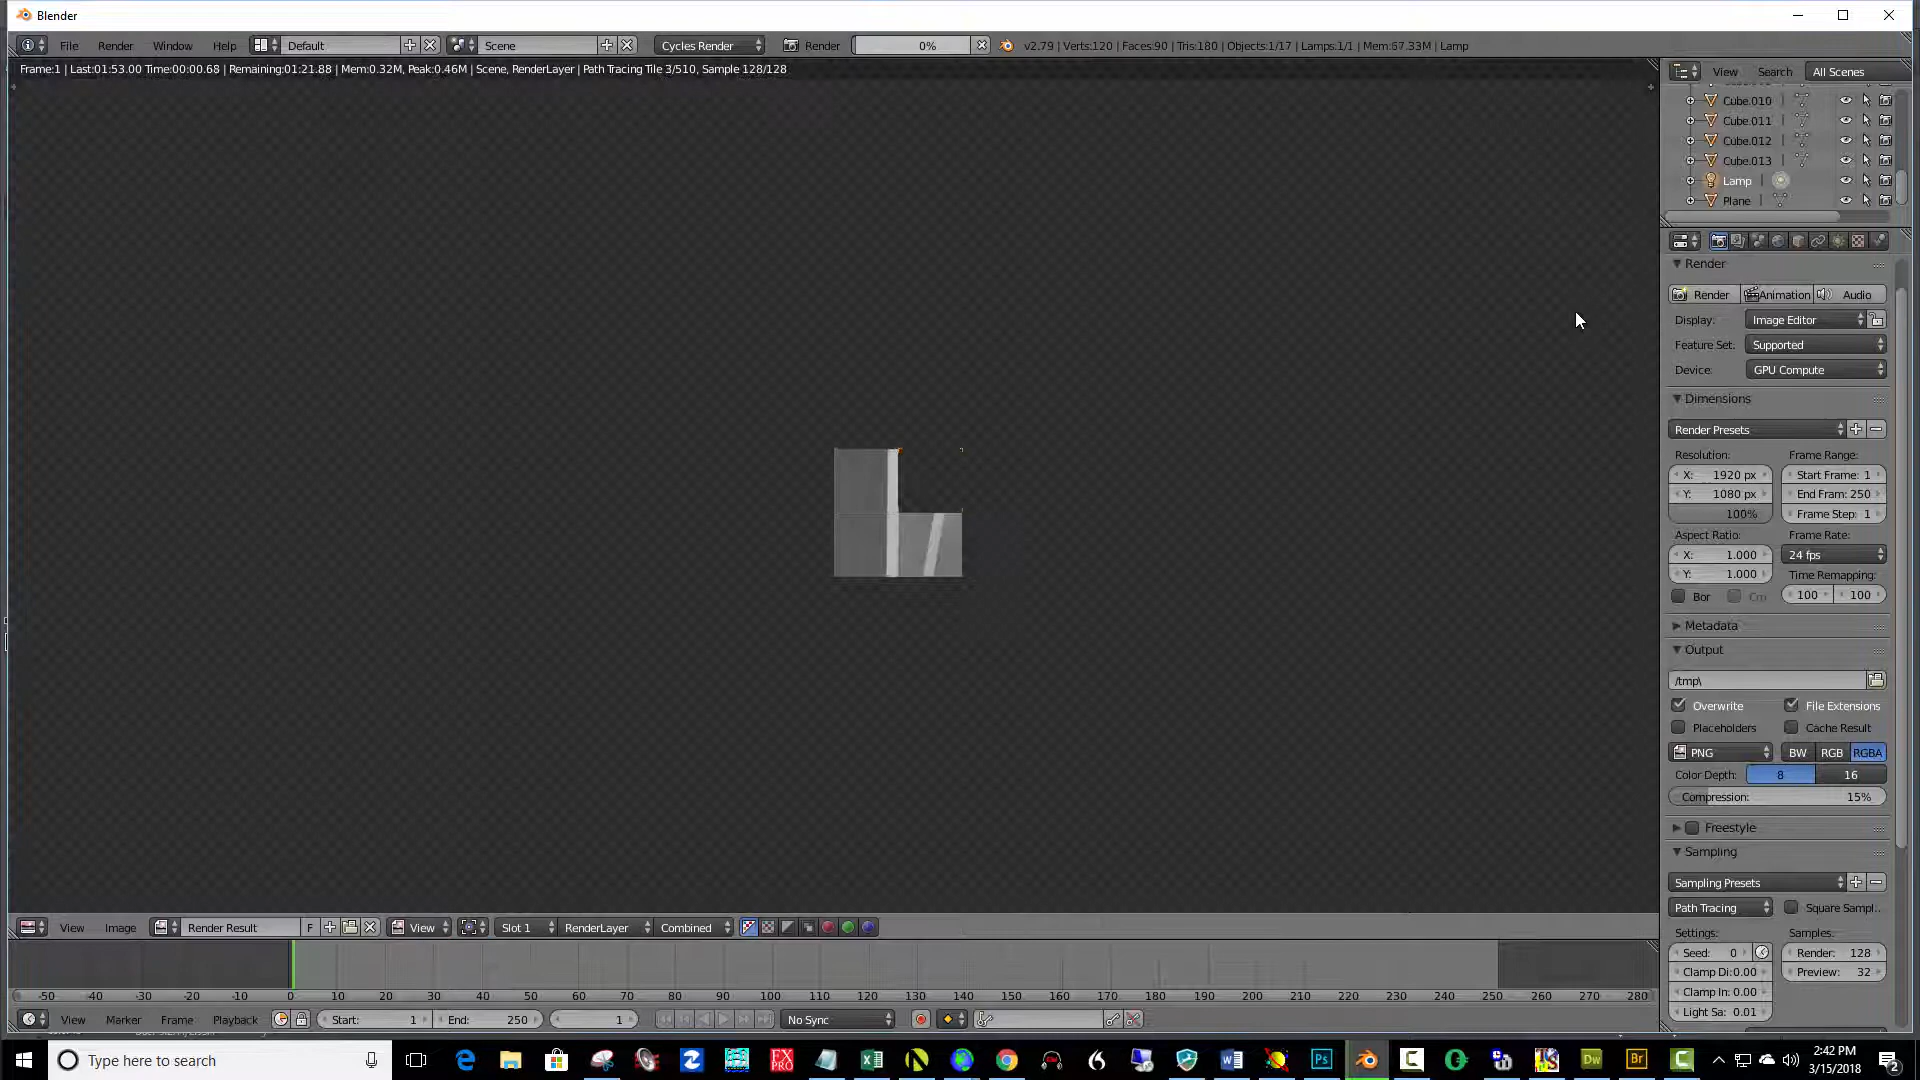 Blender
File Render Window Help Default Scene Cycles Render Render 0% v2.79 | Verts:120 | Faces:90 | Tris:180 | Objects:1/17 | Lamps:1/1 | Mem:67.33M | Lamp
Frame:1 | Last:01:53.00 Time:00:00.68 | Remaining:01:21.88 | Mem:0.32M, Peak:0.46M | Scene, RenderLayer | Path Tracing Tile 3/510, Sample 128/128
View Search All Scenes
Cube.010
Cube.011
Cube.012
Cube.013
Lamp
Plane
Render
Render Animation Audio
Display: Image Editor
Feature Set: Supported
Device: GPU Compute
Dimensions
Render Presets
Resolution: Frame Range:
X: 1920 px Start Frame: 1
Y: 1080 px End Fram: 250
100% Frame Step: 1
Aspect Ratio: Frame Rate:
X: 1.000 24 fps
Y: 1.000 Time Remapping:
Bor 100 100
Metadata
Output
/tmp\
Overwrite File Extensions
Placeholders Cache Result
PNG BW RGB RGBA
Color Depth: 8 16
Compression: 15%
Freestyle
Sampling
Sampling Presets
Path Tracing Square Sampl..
Settings: Samples:
Seed: 0 Render: 128
Clamp Di:0.00 Preview: 32
Clamp In: 0.00
Light Sa: 0.01
View Image Render Result F View Slot 1 RenderLayer Combined
-50 -40 -30 -20 -10 0 10 20 30 40 50 60 70 80 90 100 110 120 130 140 150 160 170 180 190 200 210 220 230 240 250 260 270 280
View Marker Frame Playback Start: 1 End: 250 1 No Sync
Type here to search
FX
PRO
Ps
Dw
Br
2:42 PM
3/15/2018
2